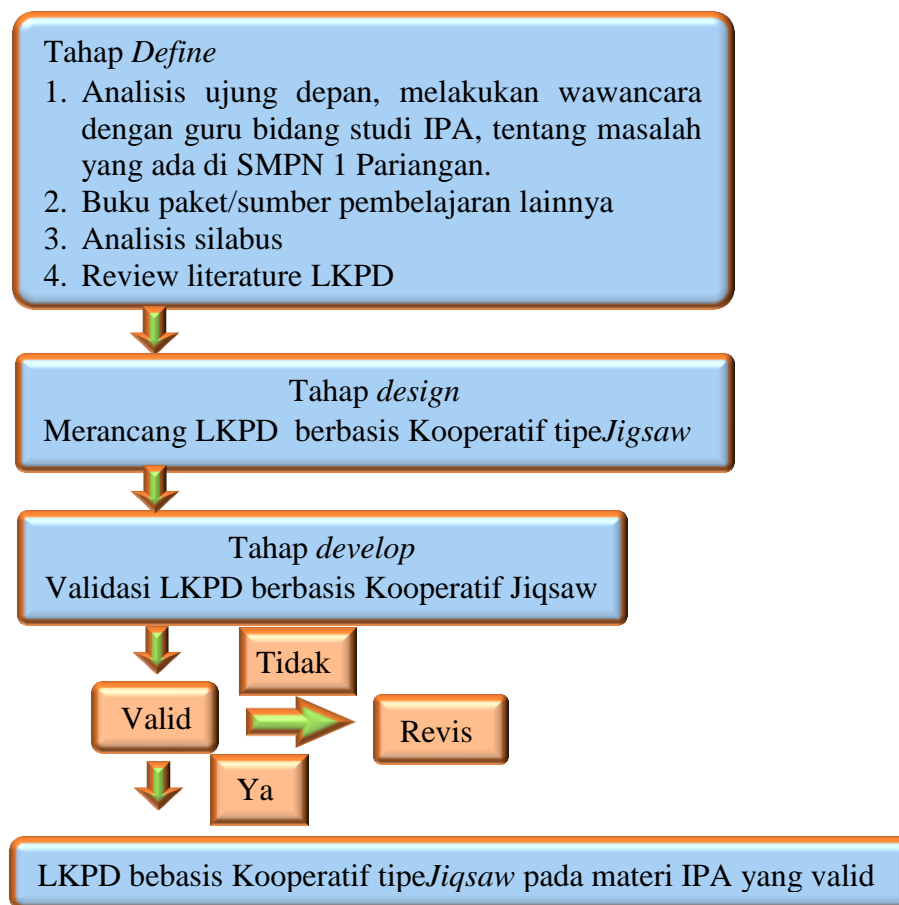 Tahap Define
1. Analisis ujung depan, melakukan wawancara
dengan guru bidang studi IPA, tentang masalah
yang ada di SMPN 1 Pariangan.
2. Buku paket/sumber pembelajaran lainnya
3. Analisis silabus
4. Review literature LKPD
Tahap design
Merancang LKPD berbasis Kooperatif tipeJigsaw
Tahap develop
Validasi LKPD berbasis Kooperatif Jiqsaw
Tidak
Valid
Revis
Ya
LKPD bebasis Kooperatif tipeJiqsaw pada materi IPA yang valid